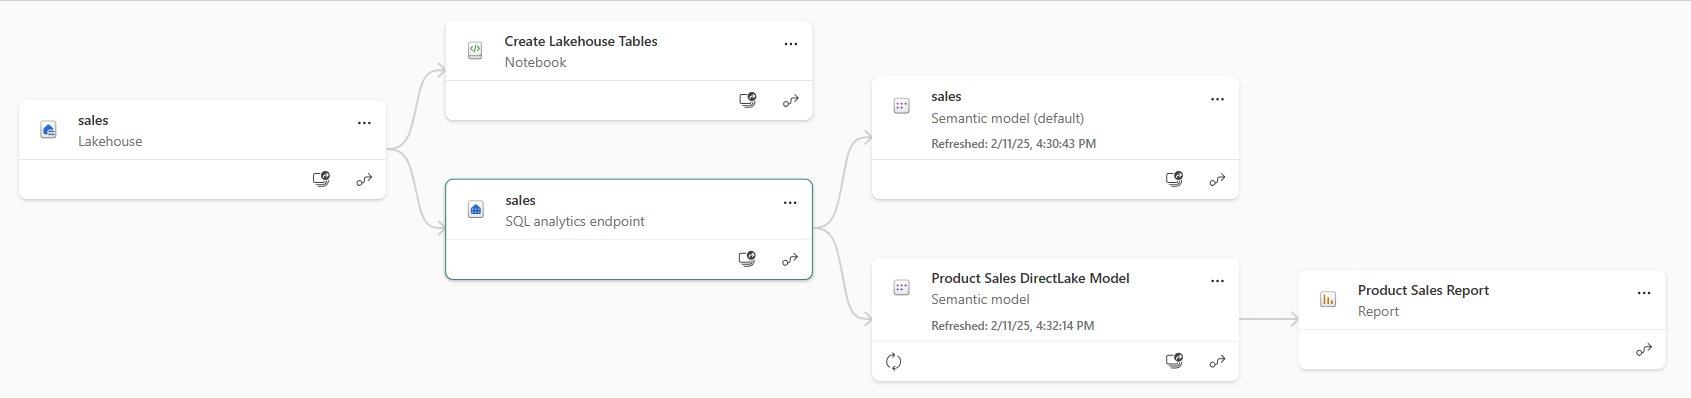 sales
Lakehouse
Create Lakehouse Tables
Notebook
sales
SQL analytics endpoint
sales
Semantic model (default)
Refreshed: 2/11/25, 4:30:43 PM
Product Sales DirectLake Model
Semantic model
Refreshed: 2/11/25, 4:32:14 PM
Product Sales Report
Report